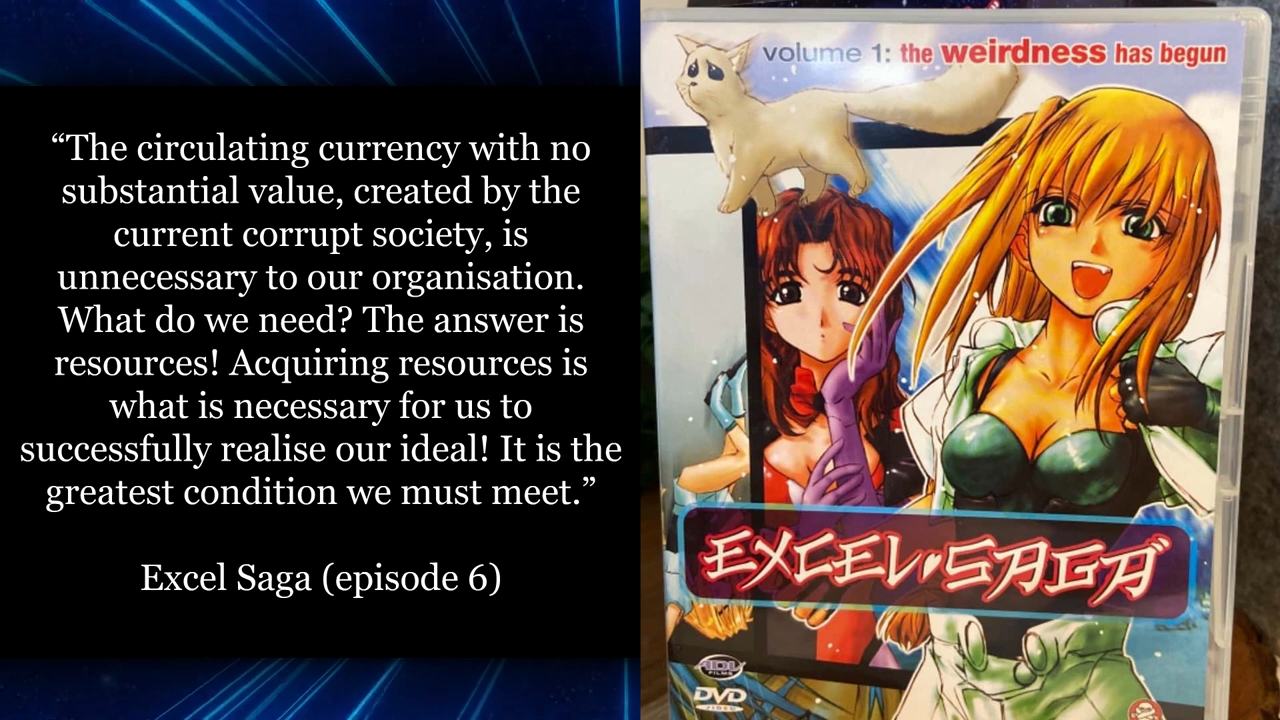 “The circulating currency with no
substantial value, created by the
current corrupt society, is
unnecessary to our organisation.
What do we need? The answer is
resources! Acquiring resources is
what is necessary for us to
successfully realise our ideal! It is the
greatest condition we must meet.”
Excel Saga (episode 6)
volume 1: the weirdness has begun
EXCEL♥SAGA
ADV
FILMS
DVD
VIDEO